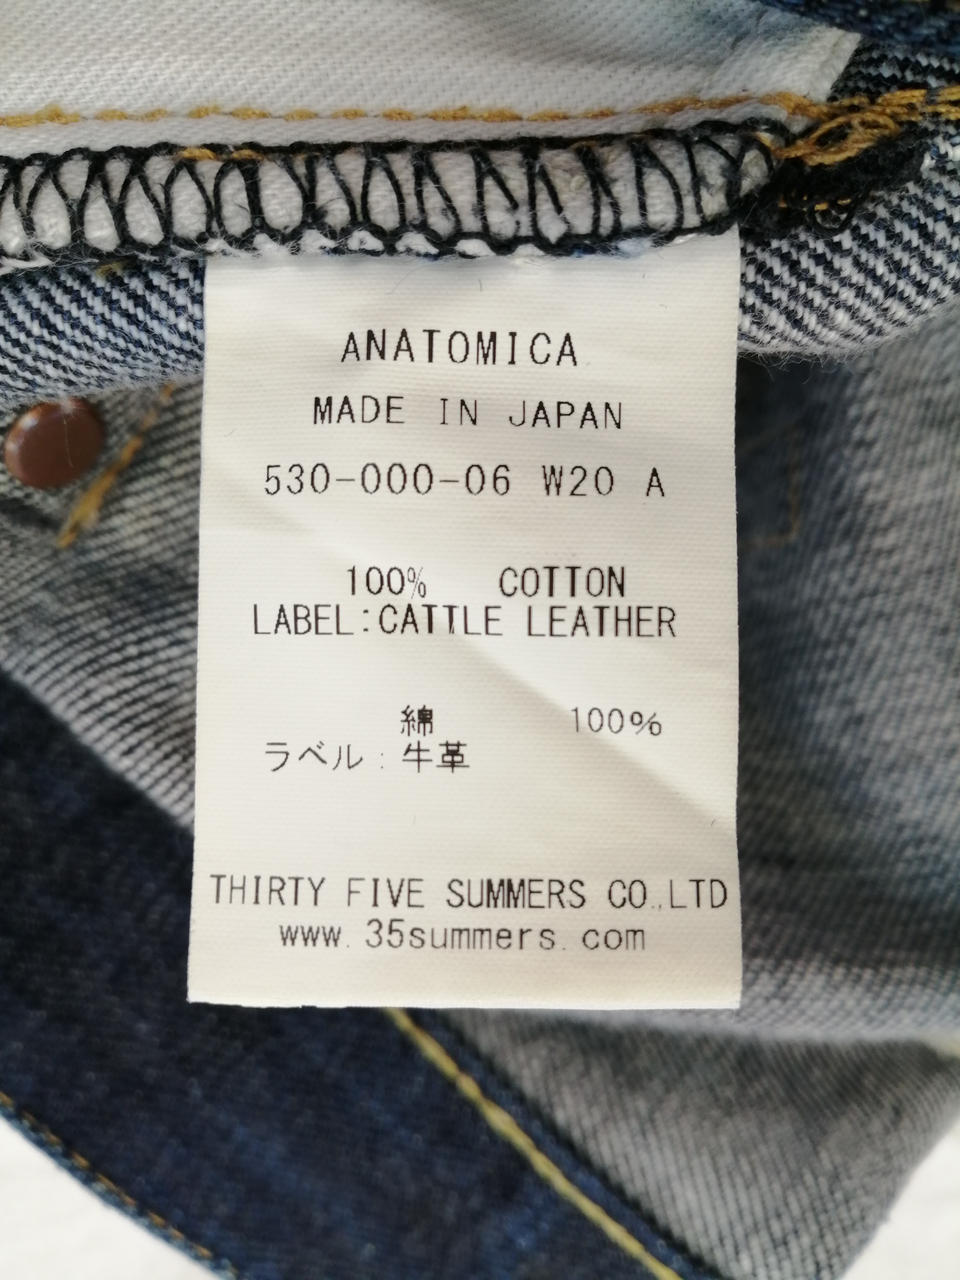 ANATOMICA
MADE IN JAPAN
530-000-06 W20 A
100% COTTON
LABEL:CATTLE LEATHER
綿 100%
ラベル:牛革
THIRTY FIVE SUMMERS CO.,LTD
www.35summers.com